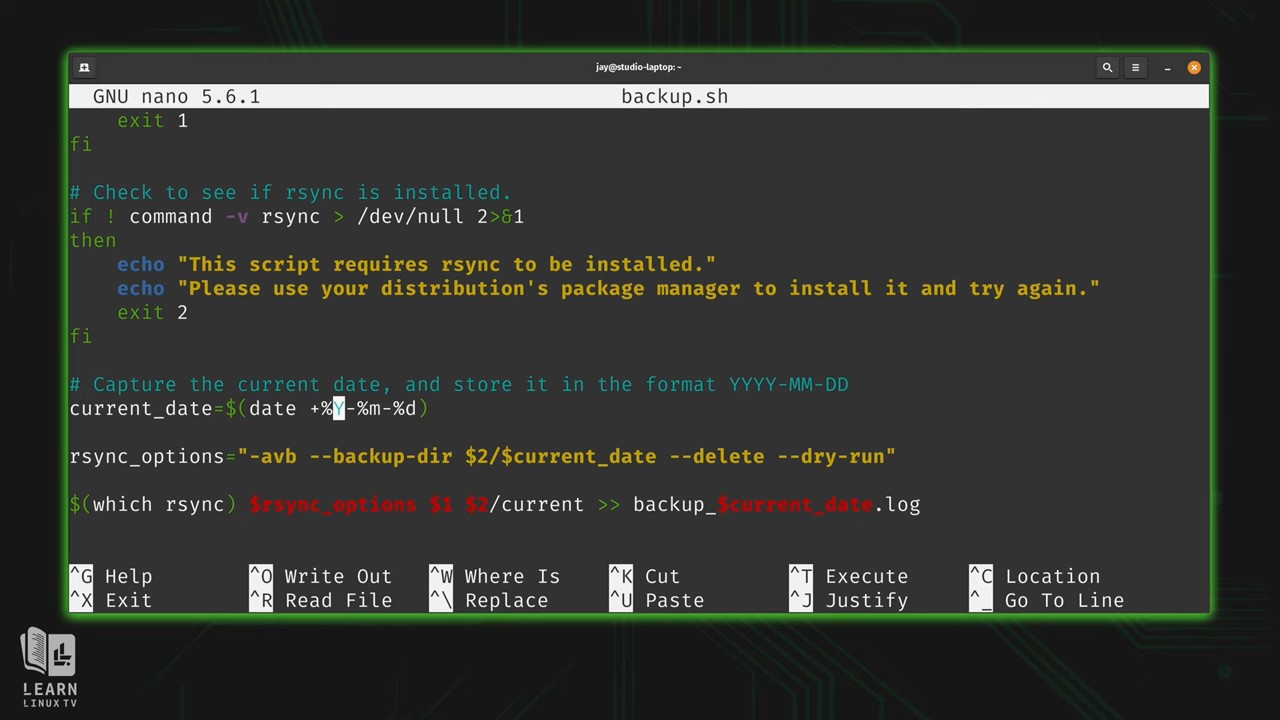 jay@studio-laptop: ~
GNU nano 5.6.1 backup.sh
    exit 1
fi
# Check to see if rsync is installed.
if ! command -v rsync > /dev/null 2>&1
then
    echo "This script requires rsync to be installed."
    echo "Please use your distribution's package manager to install it and try again."
    exit 2
fi
# Capture the current date, and store it in the format YYYY-MM-DD
current_date=$(date +%Y-%m-%d)
rsync_options="-avb --backup-dir $2/$current_date --delete --dry-run"
$(which rsync) $rsync_options $1 $2/current >> backup_$current_date.log
^G Help ^O Write Out ^W Where Is ^K Cut ^T Execute ^C Location
^X Exit ^R Read File ^\ Replace ^U Paste ^J Justify ^_ Go To Line
LEARN
LINUX TV